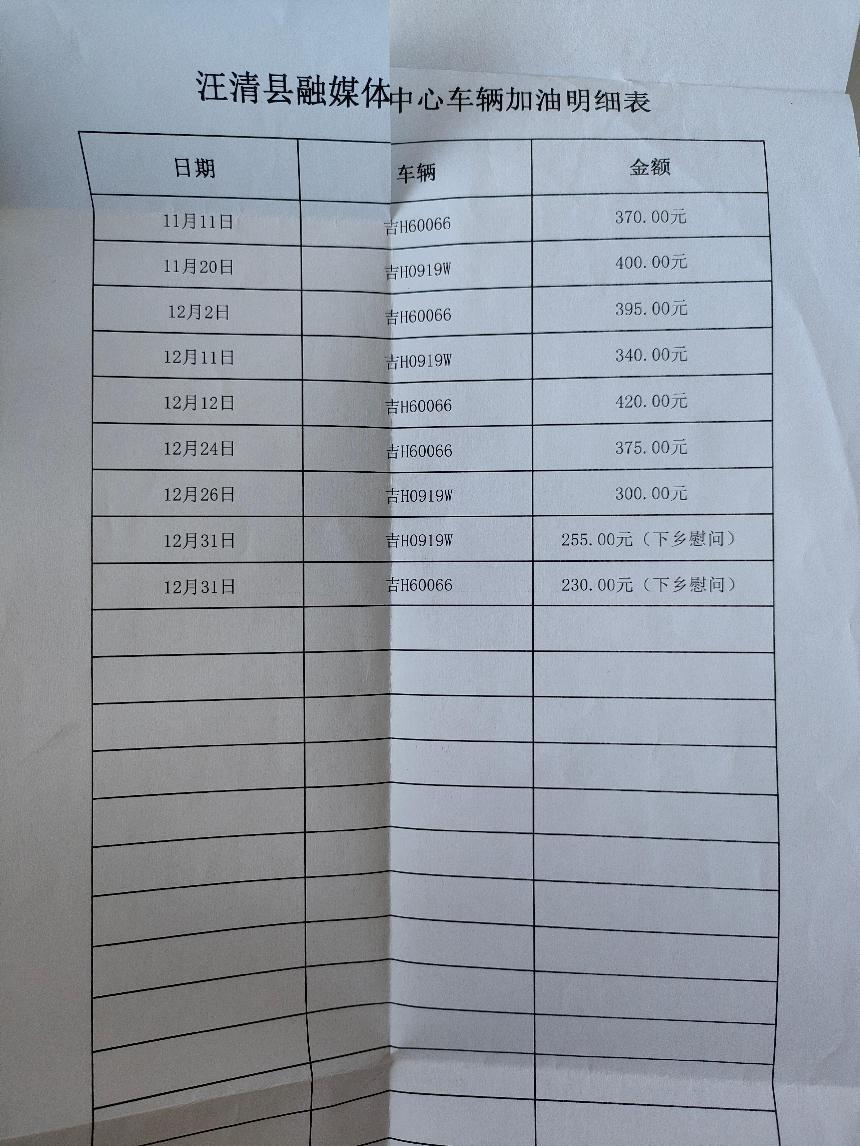 汪清县融媒体中心车辆加油明细表
日期 车辆 金额
11月11日 吉H60066 370.00元
11月20日 吉H0919W 400.00元
12月2日 吉H60066 395.00元
12月11日 吉H0919W 340.00元
12月12日 吉H60066 420.00元
12月24日 吉H60066 375.00元
12月26日 吉H0919W 300.00元
12月31日 吉H0919W 255.00元（下乡慰问）
12月31日 吉H60066 230.00元（下乡慰问）